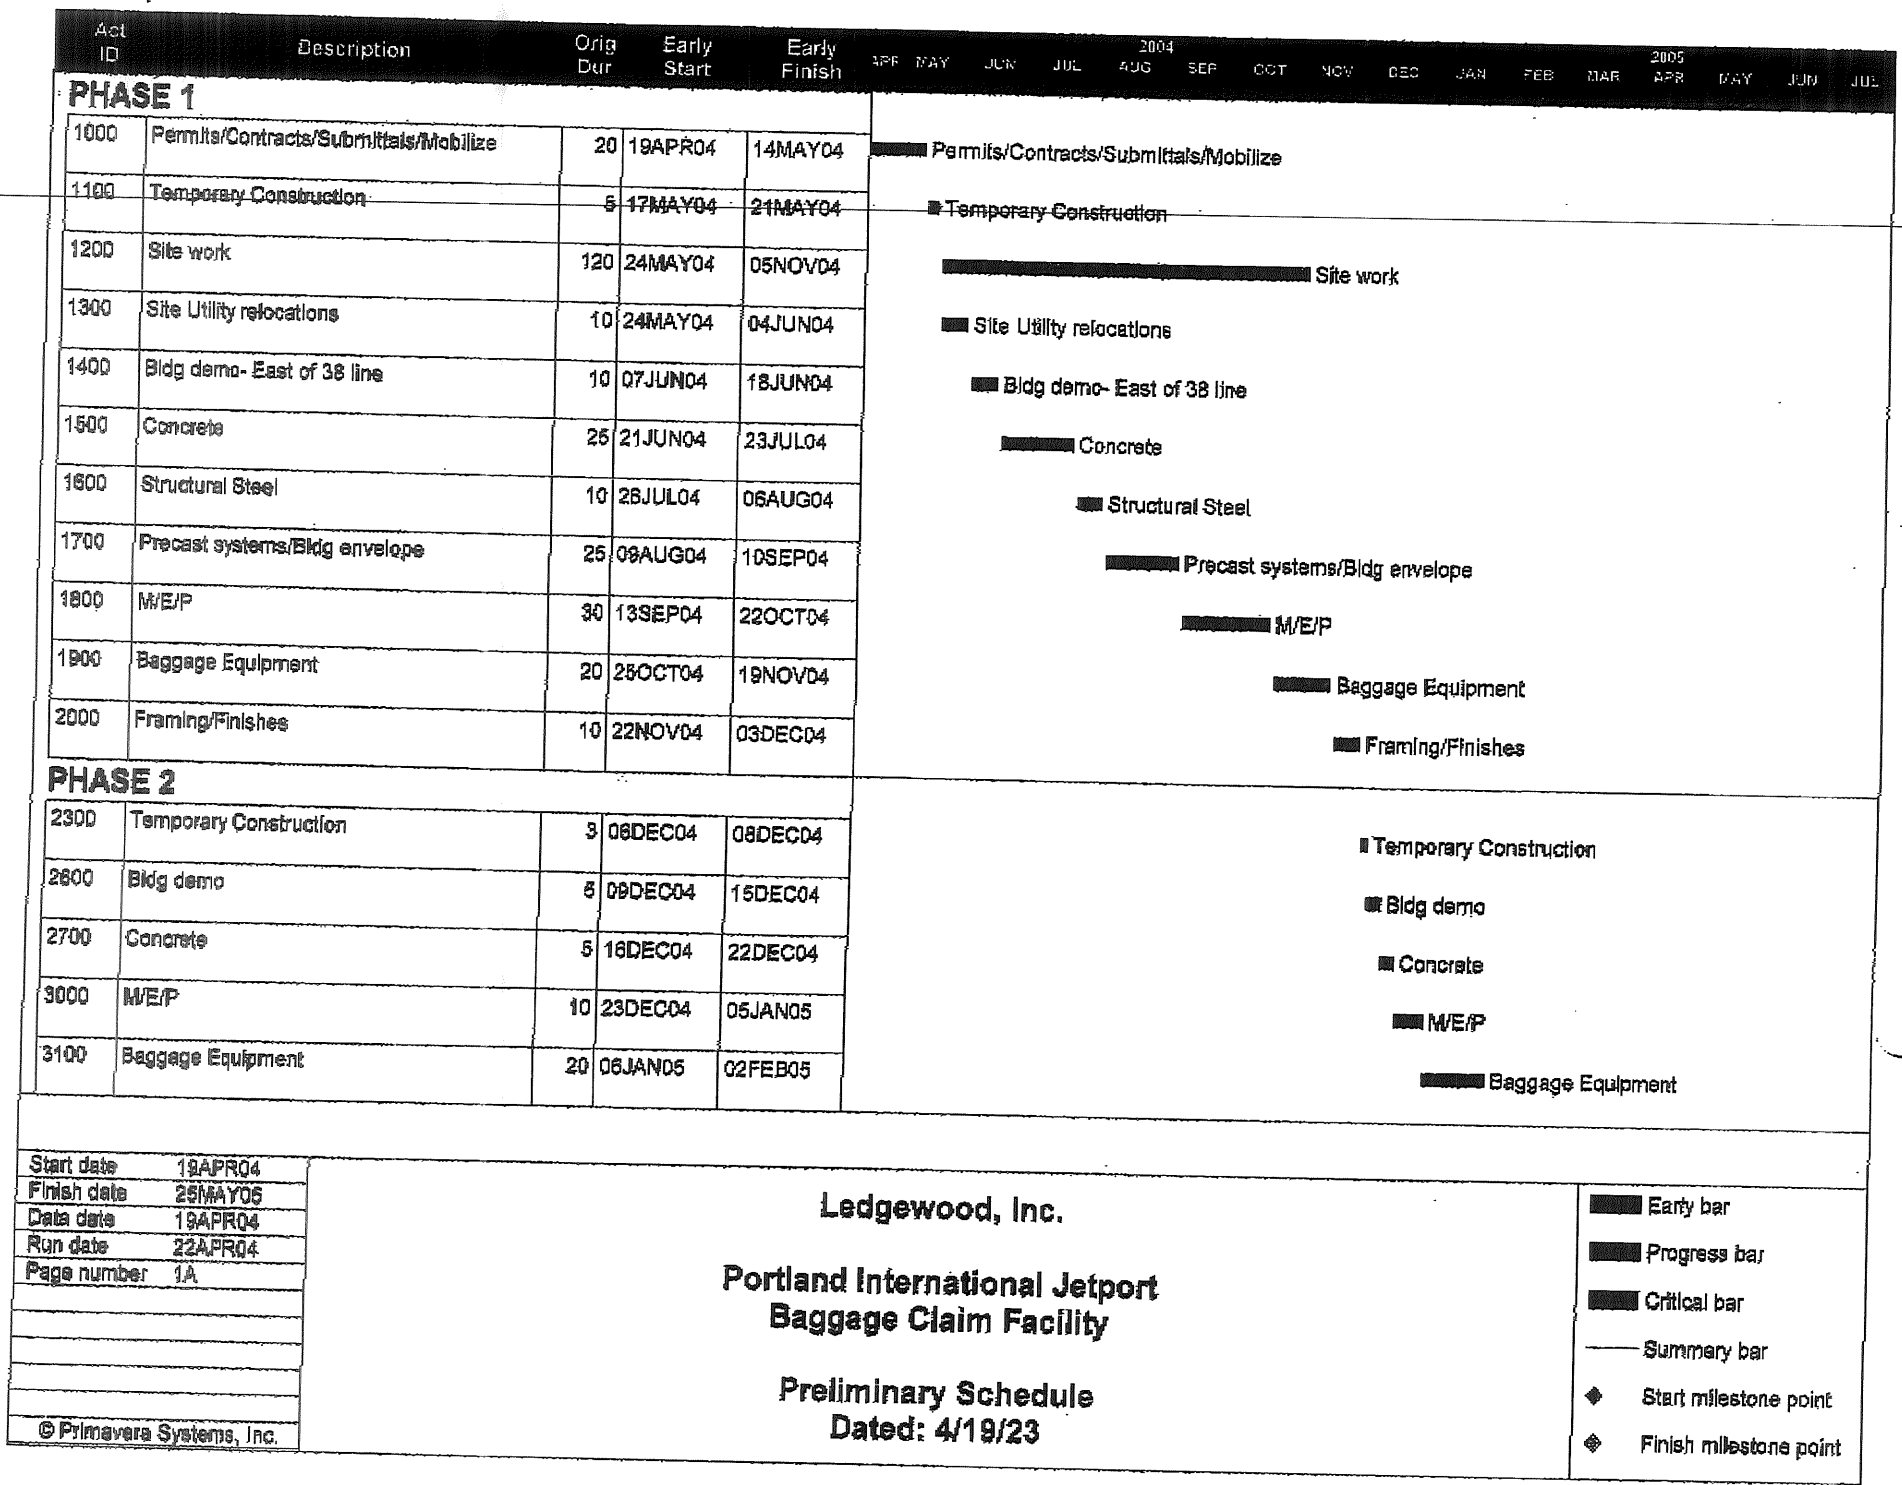 Act ID Description Orig Dur Early Start Early Finish
2004 2005
APR MAY JUN JUL AUG SEP OCT NOV DEC JAN FEB MAR APR MAY JUN JUL
PHASE 1
1000 Permits/Contracts/Submittals/Mobilize 20 19APR04 14MAY04 Permits/Contracts/Submittals/Mobilize
1100 Temporary Construction 5 17MAY04 21MAY04 Temporary Construction
1200 Site work 120 24MAY04 05NOV04 Site work
1300 Site Utility relocations 10 24MAY04 04JUN04 Site Utility relocations
1400 Bldg demo- East of 38 line 10 07JUN04 18JUN04 Bldg demo- East of 38 line
1500 Concrete 25 21JUN04 23JUL04 Concrete
1600 Structural Steel 10 26JUL04 06AUG04 Structural Steel
1700 Precast systems/Bldg envelope 25 09AUG04 10SEP04 Precast systems/Bldg envelope
1800 M/E/P 30 13SEP04 22OCT04 M/E/P
1900 Baggage Equipment 20 25OCT04 19NOV04 Baggage Equipment
2000 Framing/Finishes 10 22NOV04 03DEC04 Framing/Finishes
PHASE 2
2300 Temporary Construction 3 06DEC04 08DEC04 Temporary Construction
2600 Bldg demo 5 09DEC04 15DEC04 Bldg demo
2700 Concrete 5 16DEC04 22DEC04 Concrete
3000 M/E/P 10 23DEC04 05JAN05 M/E/P
3100 Baggage Equipment 20 06JAN05 02FEB05 Baggage Equipment
Start date 19APR04
Finish date 25MAY05
Data date 19APR04
Run date 22APR04
Page number 1A
© Primavera Systems, Inc.
Ledgewood, Inc.
Portland International Jetport
Baggage Claim Facility
Preliminary Schedule
Dated: 4/19/23
Early bar
Progress bar
Critical bar
Summary bar
Start milestone point
Finish milestone point